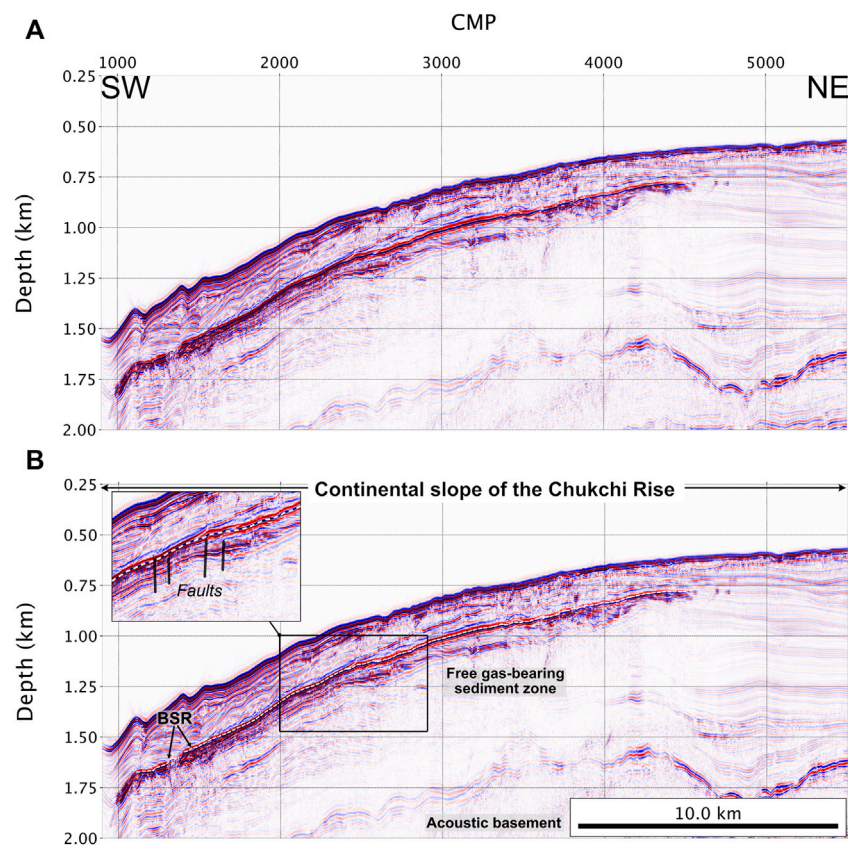 A
CMP
1000 2000 3000 4000 5000
SW NE
0.25
0.50
0.75
1.00
1.25
1.50
1.75
2.00
Depth (km)
B
Continental slope of the Chukchi Rise
0.25
0.50
0.75
1.00
1.25
1.50
1.75
2.00
Depth (km)
Faults
Free gas-bearing
sediment zone
BSR
10.0 km
Acoustic basement